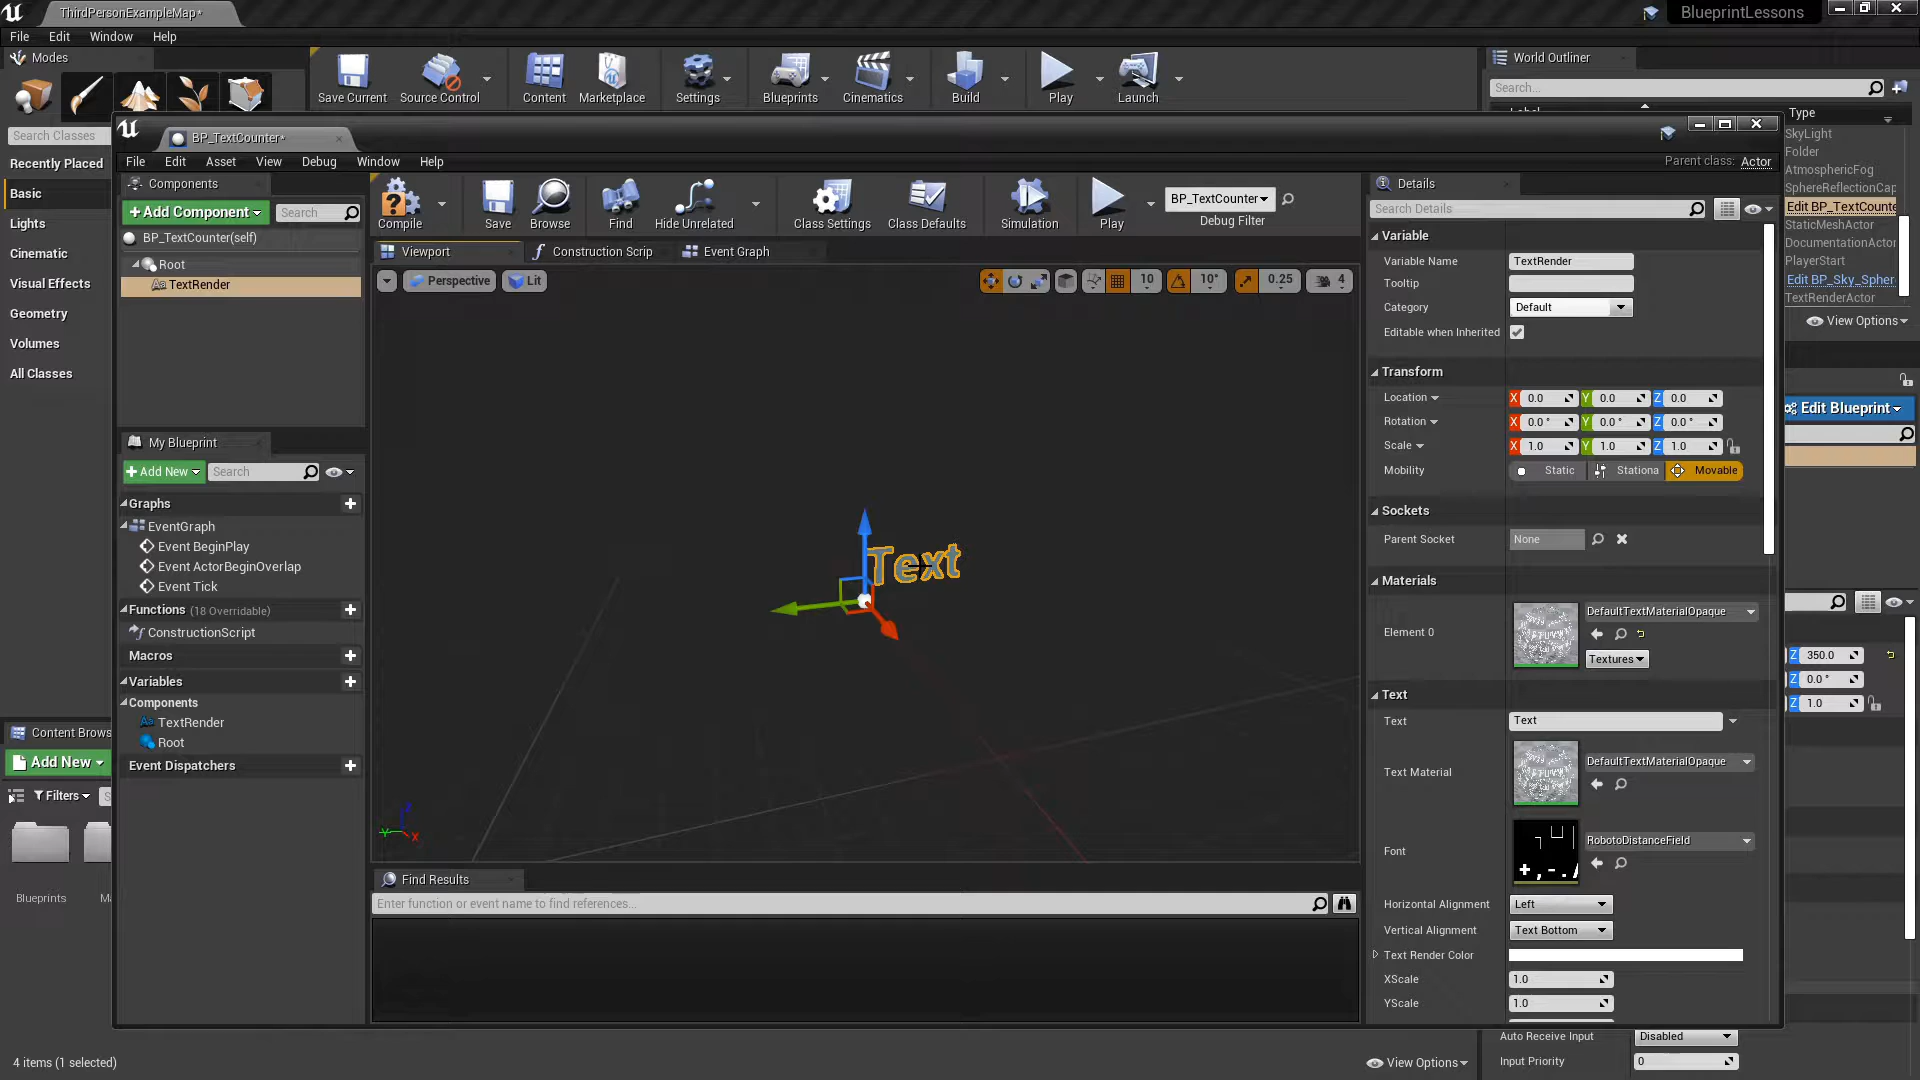 ThirdPersonExampleMap*
BlueprintLessons
File Edit Window Help
Modes
World Outliner
Save Current Source Control Content Marketplace Settings Blueprints Cinematics Build Play Launch
Search...
Search Classes
Type
Recently Placed
Basic
Lights
Cinematic
Visual Effects
Geometry
Volumes
All Classes
SkyLight
Folder
AtmosphericFog
SphereReflectionCap
Edit BP_TextCounte
StaticMeshActor
DocumentationActor
PlayerStart
Edit BP_Sky_Spher
TextRenderActor
View Options
Edit Blueprint
BP_TextCounter*
File Edit Asset View Debug Window Help
Parent class: Actor
Components
+ Add Component Search
BP_TextCounter(self)
Root
TextRender
Compile Save Browse Find Hide Unrelated Class Settings Class Defaults Simulation Play
BP_TextCounter
Debug Filter
Viewport Construction Scrip Event Graph
Perspective Lit
10 10° 0.25 4
Text
Z
Y
X
My Blueprint
+ Add New Search
Graphs
EventGraph
Event BeginPlay
Event ActorBeginOverlap
Event Tick
Functions (18 Overridable)
ConstructionScript
Macros
Variables
Components
TextRender
Root
Event Dispatchers
Find Results
Enter function or event name to find references...
Details
Search Details
Variable
Variable Name TextRender
Tooltip
Category Default
Editable when Inherited
Transform
Location X 0.0 Y 0.0 Z 0.0
Rotation X 0.0 ° Y 0.0 ° Z 0.0 °
Scale X 1.0 Y 1.0 Z 1.0
Mobility Static Stationa Movable
Sockets
Parent Socket None
Materials
Element 0 DefaultTextMaterialOpaque
Textures
Text
Text Text
Text Material DefaultTextMaterialOpaque
Font RobotoDistanceField
Horizontal Alignment Left
Vertical Alignment Text Bottom
Text Render Color
XScale 1.0
YScale 1.0
Z 350.0
Z 0.0 °
Z 1.0
Content Brows
Add New
Filters
Blueprints
4 items (1 selected)
View Options
Auto Receive Input Disabled
Input Priority 0